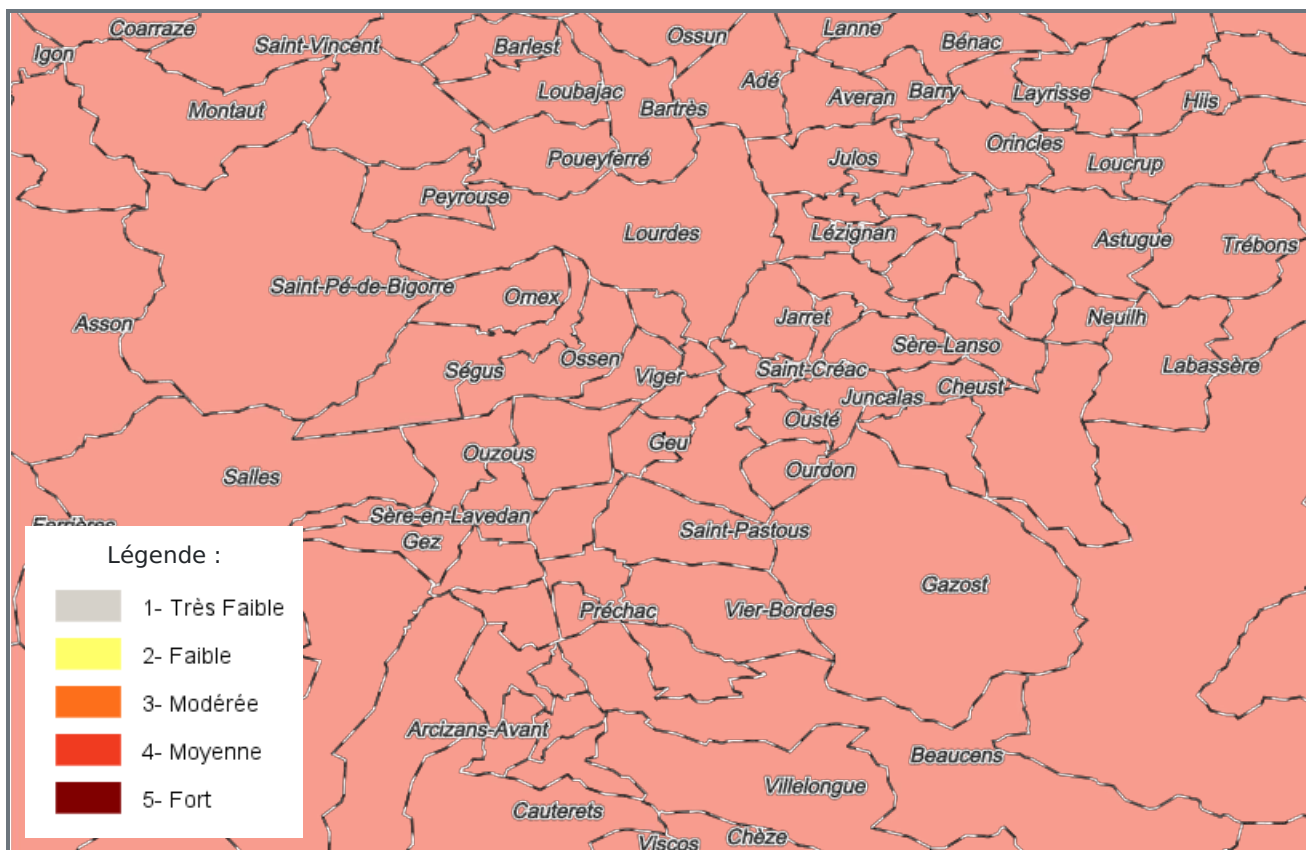 Coarraze
Igon
Saint-Vincent
Barlest
Ossun
Lanne
Bénac
Montaut
Loubajac
Bartrès
Adé
Averan
Barry
Layrisse
Hiis
Poueyferré
Julos
Orincles
Loucrup
Peyrouse
Lourdes
Lézignan
Astugue
Trébons
Saint-Pé-de-Bigorre
Omex
Asson
Jarret
Neuilh
Ségus
Ossen
Viger
Saint-Créac
Sère-Lanso
Labassère
Juncalas
Cheust
Ousté
Geu
Ouzous
Salles
Ourdon
Ferrières
Sère-en-Lavedan
Gez
Saint-Pastous
Gazost
Préchac
Vier-Bordes
Arcizans-Avant
Beaucens
Villelongue
Cauterets
Chèze
Viscos
Légende :
1- Très Faible
2- Faible
3- Modérée
4- Moyenne
5- Fort